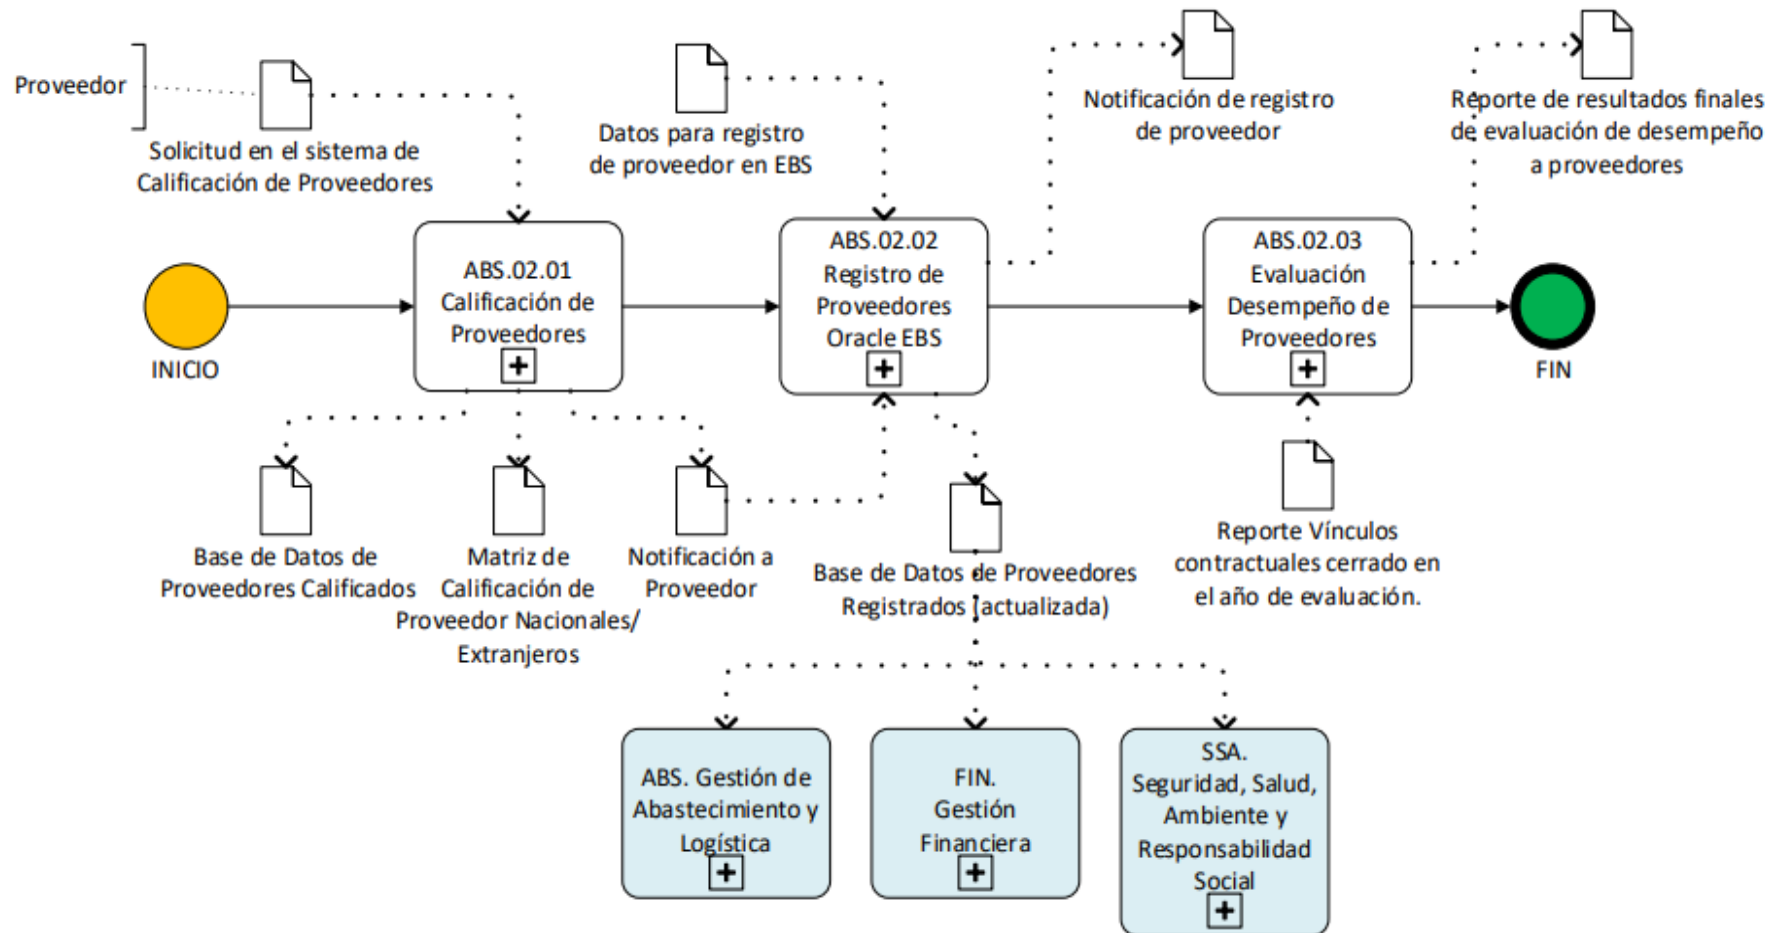 Proveedor
Solicitud en el sistema de
Calificación de Proveedores
Datos para registro
de proveedor en EBS
Notificación de registro
de proveedor
Reporte de resultados finales
de evaluación de desempeño
a proveedores
INICIO
ABS.02.01
Calificación de
Proveedores
ABS.02.02
Registro de
Proveedores
Oracle EBS
ABS.02.03
Evaluación
Desempeño de
Proveedores
FIN
Base de Datos de
Proveedores Calificados
Matriz de
Calificación de
Proveedor Nacionales/
Extranjeros
Notificación a
Proveedor
Base de Datos de Proveedores
Registrados (actualizada)
Reporte Vínculos
contractuales cerrado en
el año de evaluación.
ABS. Gestión de
Abastecimiento y
Logística
FIN.
Gestión
Financiera
SSA.
Seguridad, Salud,
Ambiente y
Responsabilidad
Social